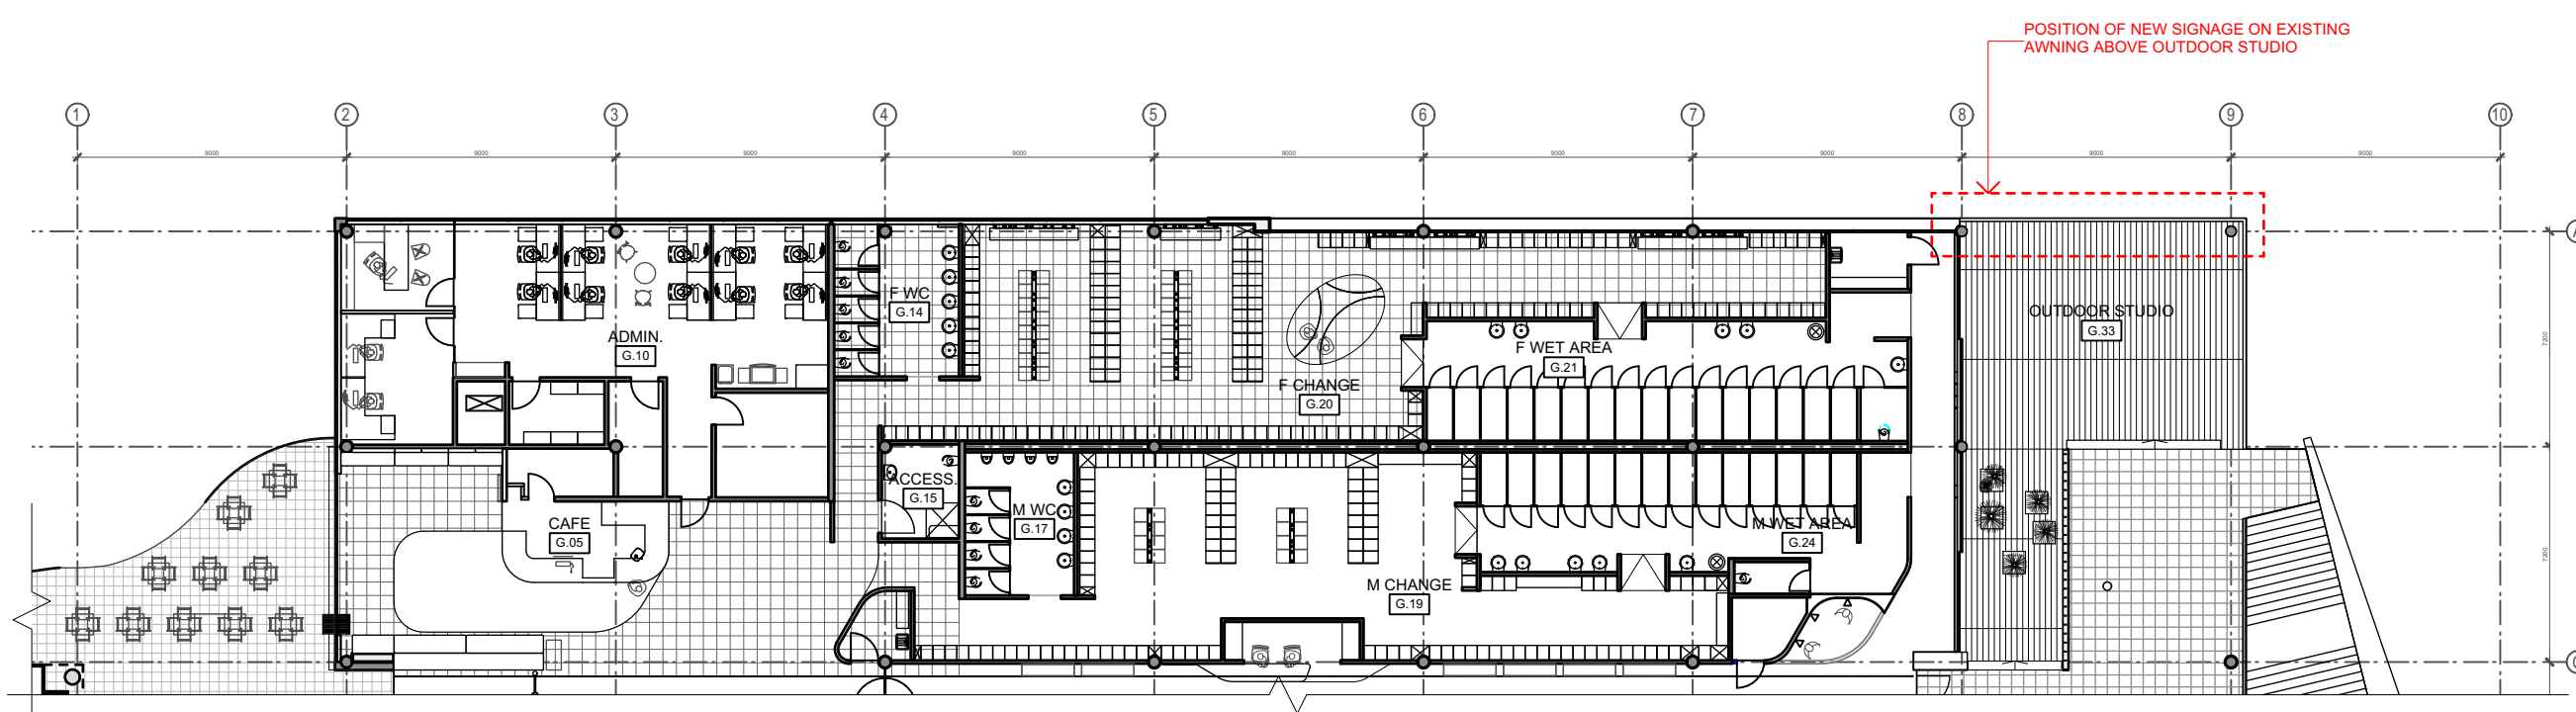 POSITION OF NEW SIGNAGE ON EXISTING
AWNING ABOVE OUTDOOR STUDIO
1 2 3 4 5 6 7 8 9 10
9000 9000 9000 9000 9000 9000 9000 9000 9000
7200
7200
F WC
G.14
ADMIN.
G.10
F CHANGE
G.20
F WET AREA
G.21
OUTDOOR STUDIO
G.33
ACCESS.
G.15
M WC
G.17
CAFE
G.05
M WET AREA
G.24
M CHANGE
G.19